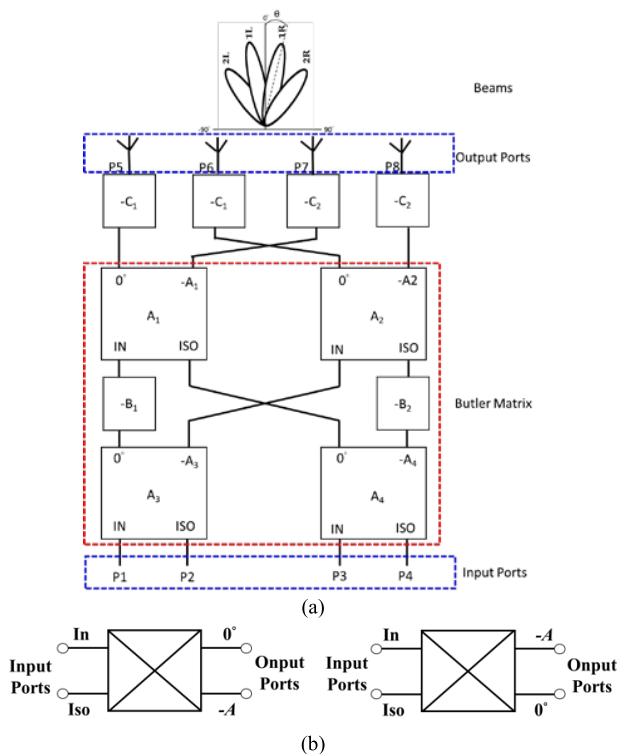 0° θ
2L 1L 1R 2R
-90° 90°
Beams
P5 P6 P7 P8
Output Ports
-C1 -C1 -C2 -C2
0° -A1 0° -A2
A1 A2
IN ISO IN ISO
-B1 -B2
Butler Matrix
0° -A3 0° -A4
A3 A4
IN ISO IN ISO
P1 P2 P3 P4
Input Ports
(a)
In 0° In -A
Input Ports Onput Ports Input Ports Onput Ports
Iso -A Iso 0°
(b)